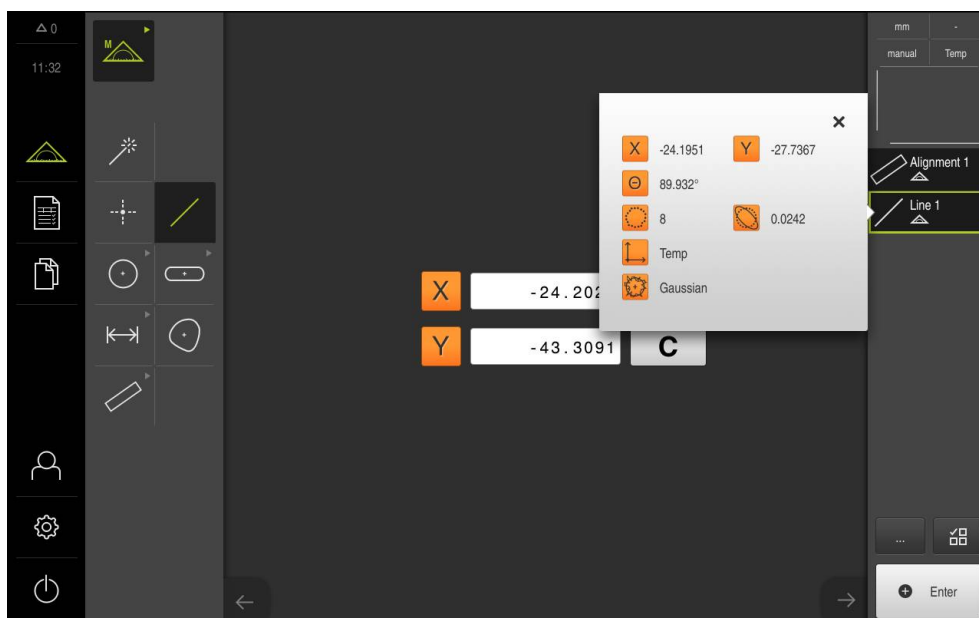 0
11:32
M
mm -
manual Temp
X -24.1951 Y -27.7367
Θ 89.932°
8 0.0242
Temp
Gaussian
Alignment 1
Line 1
X -24.202
Y -43.3091 C
...
Enter